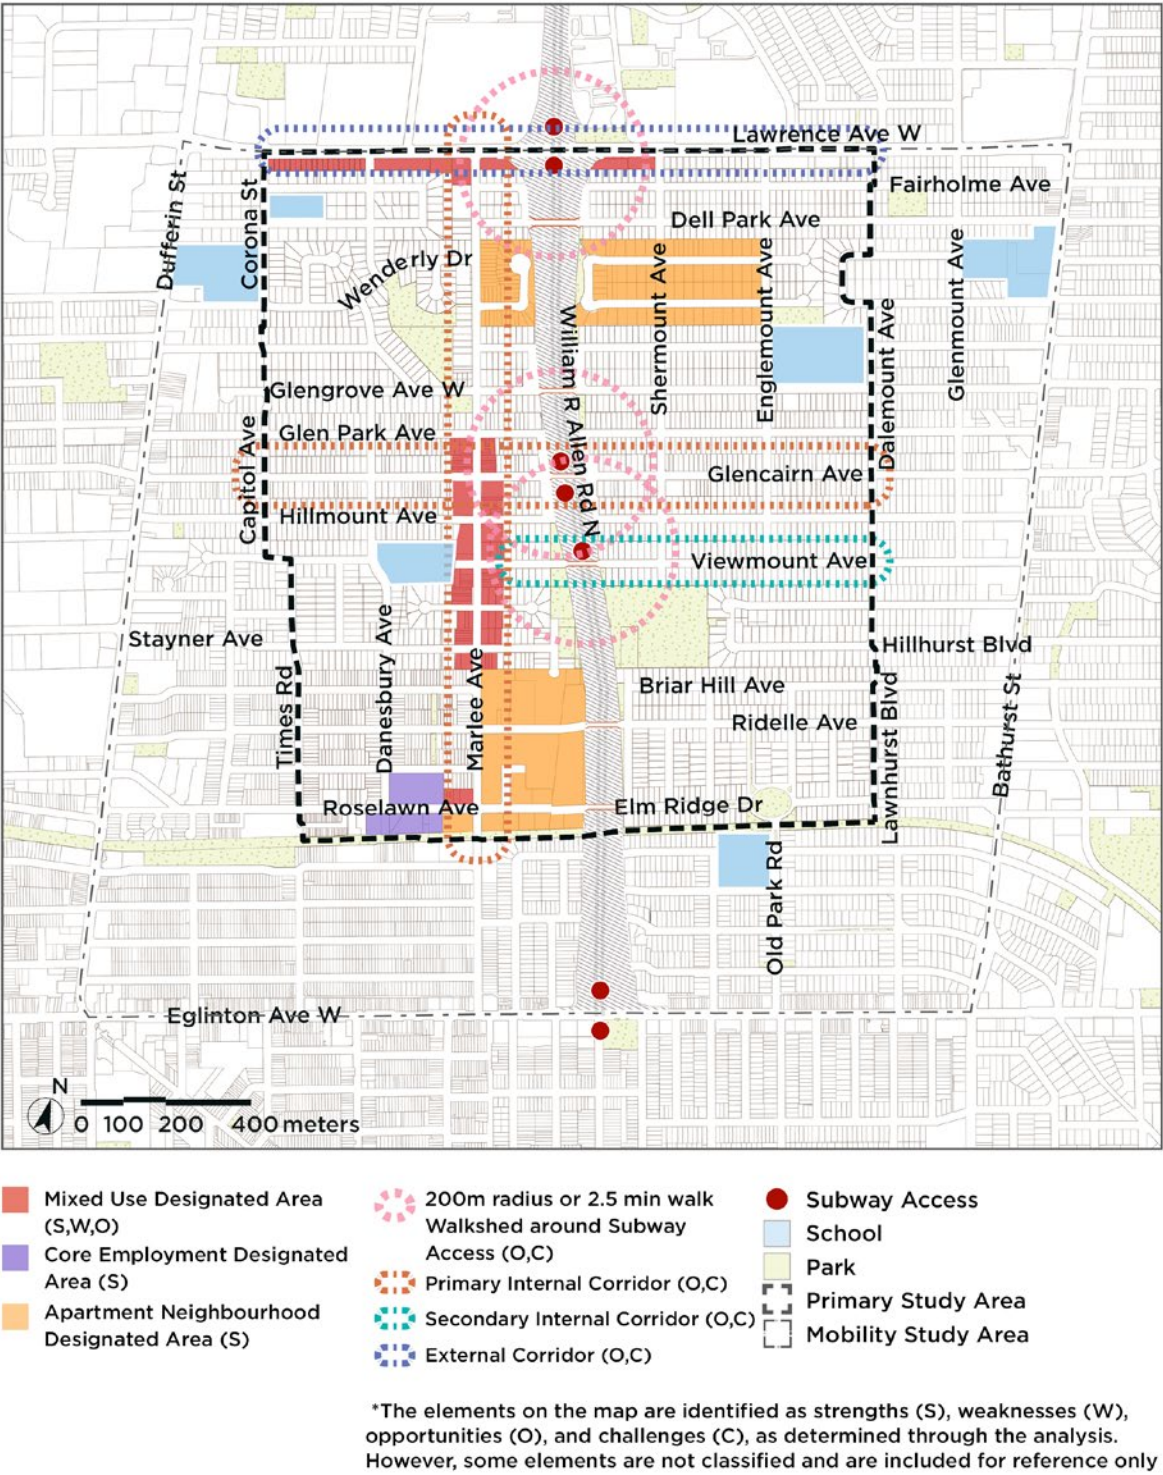 Lawrence Ave W
Fairholme Ave
Dufferin St
Corona St
Dell Park Ave
Wenderly Dr
Shermount Ave
Englemount Ave
Glenmount Ave
William R Allen Rd N
Dalemount Ave
Glengrove Ave W
Glen Park Ave
Capitol Ave
Glencairn Ave
Hillmount Ave
Viewmount Ave
Stayner Ave
Danesbury Ave
Hillhurst Blvd
Times Rd
Marlee Ave
Briar Hill Ave
Ridelle Ave
Lawnhurst Blvd
Bathurst St
Roselawn Ave
Elm Ridge Dr
Old Park Rd
Eglinton Ave W
N
0 100 200 400 meters
Mixed Use Designated Area
(S,W,O)
Core Employment Designated
Area (S)
Apartment Neighbourhood
Designated Area (S)
200m radius or 2.5 min walk
Walkshed around Subway
Access (O,C)
Primary Internal Corridor (O,C)
Secondary Internal Corridor (O,C)
External Corridor (O,C)
Subway Access
School
Park
Primary Study Area
Mobility Study Area
*The elements on the map are identified as strengths (S), weaknesses (W),
opportunities (O), and challenges (C), as determined through the analysis.
However, some elements are not classified and are included for reference only